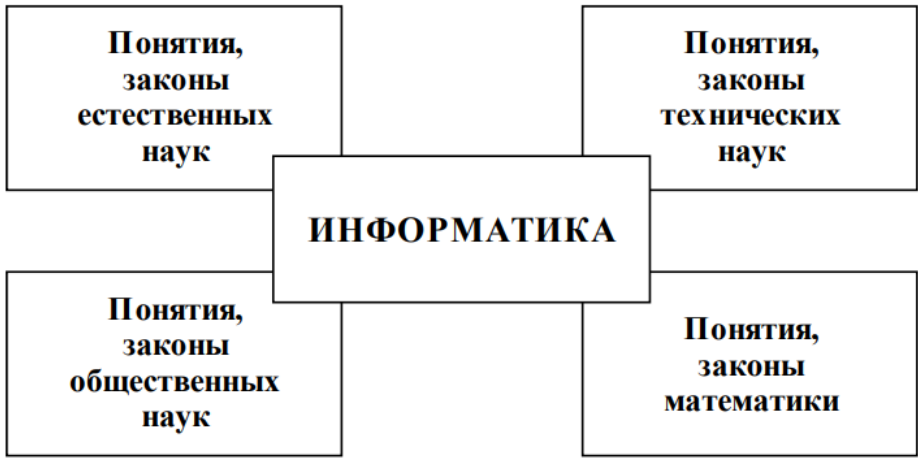 Понятия,
законы
естественных
наук
Понятия,
законы
технических
наук
ИНФОРМАТИКА
Понятия,
законы
общественных
наук
Понятия,
законы
математики